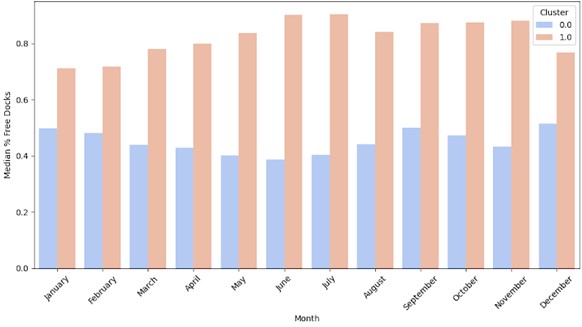 Cluster
0.0
1.0
Median % Free Docks
0.8
0.6
0.4
0.2
0.0
January
February
March
April
May
June
July
August
September
October
November
December
Month